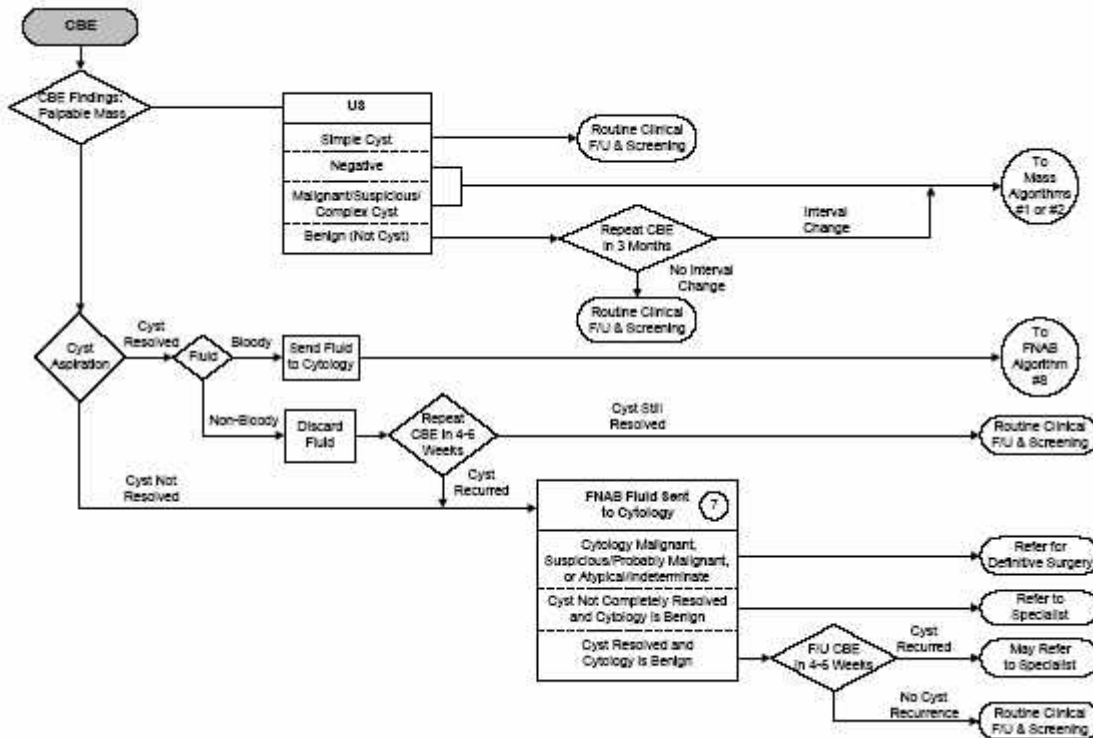 CBE
CBE Findings:
Palpable Mass
US
Simple Cyst
Negative
Malignant/Suspicious/
Complex Cyst
Benign (Not Cyst)
Routine Clinical
F/U & Screening
To
Mass
Algorithms
#1 or #2
Repeat CBE
in 3 Months
Interval
Change
No Interval
Change
Routine Clinical
F/U & Screening
Cyst
Aspiration
Cyst
Resolved
Fluid
Bloody
Send Fluid
to Cytology
To
FNAB
Algorithm
#8
Non-Bloody
Discard
Fluid
Repeat
CBE in 4-6
Weeks
Cyst Still
Resolved
Routine Clinical
F/U & Screening
Cyst Not
Resolved
Cyst
Recurred
FNAB Fluid Sent
to Cytology
7
Cytology Malignant,
Suspicious/Probably Malignant,
or Atypical/Indeterminate
Refer for
Definitive Surgery
Cyst Not Completely Resolved
and Cytology is Benign
Refer to
Specialist
Cyst Resolved and
Cytology is Benign
F/U CBE
in 4-6 Weeks
Cyst
Recurred
May Refer
to Specialist
No Cyst
Recurrence
Routine Clinical
F/U & Screening